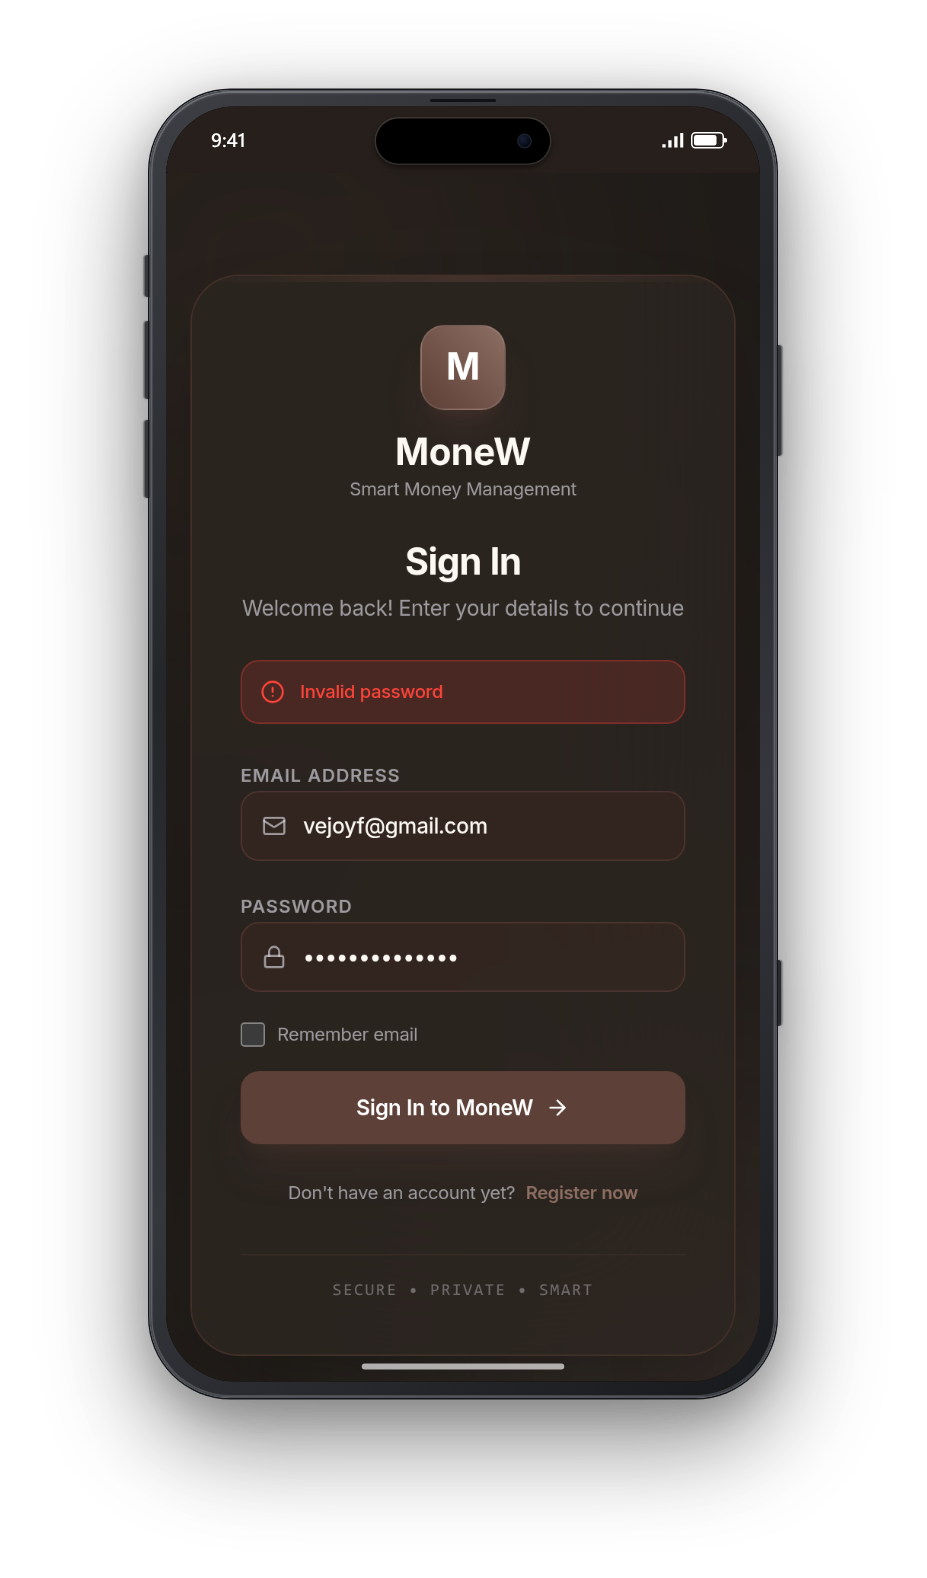 9:41
M
MoneW
Smart Money Management
Sign In
Welcome back! Enter your details to continue
Invalid password
EMAIL ADDRESS
vejoyf@gmail.com
PASSWORD
••••••••••••••
Remember email
Sign In to MoneW →
Don't have an account yet? Register now
SECURE • PRIVATE • SMART